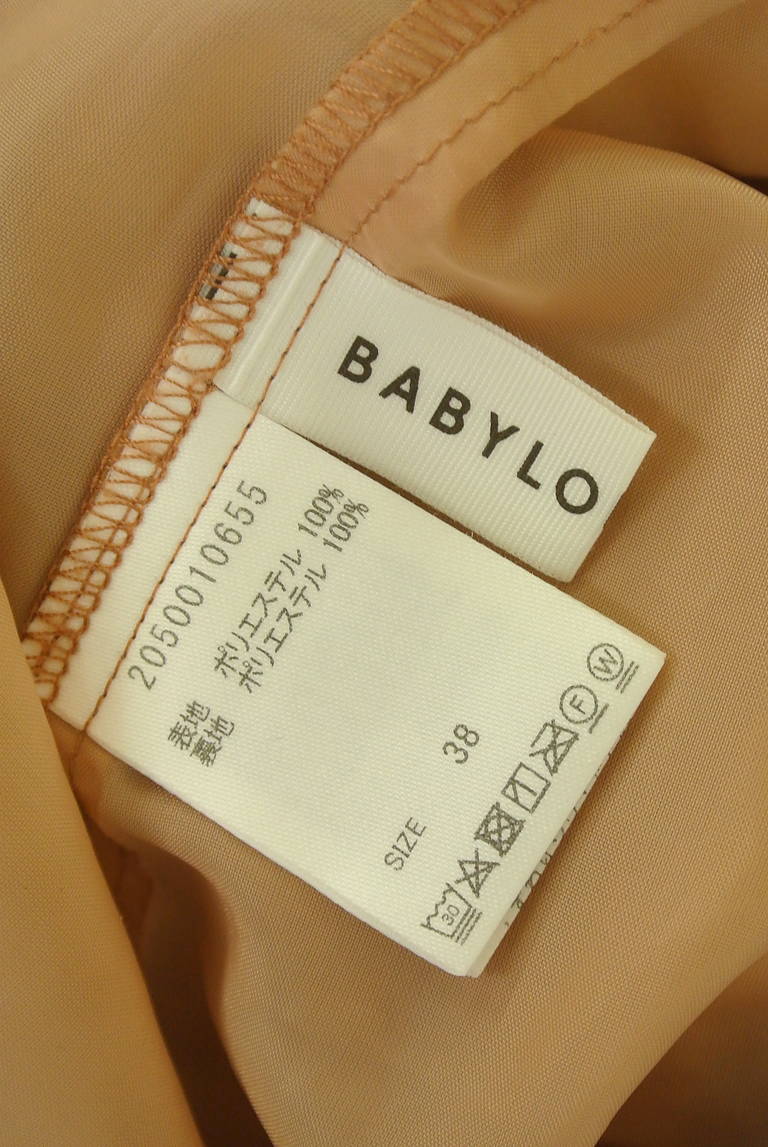 BABYLO
2050010655
表地 ポリエステル 100%
裏地 ポリエステル 100%
SIZE 38
30
F
W